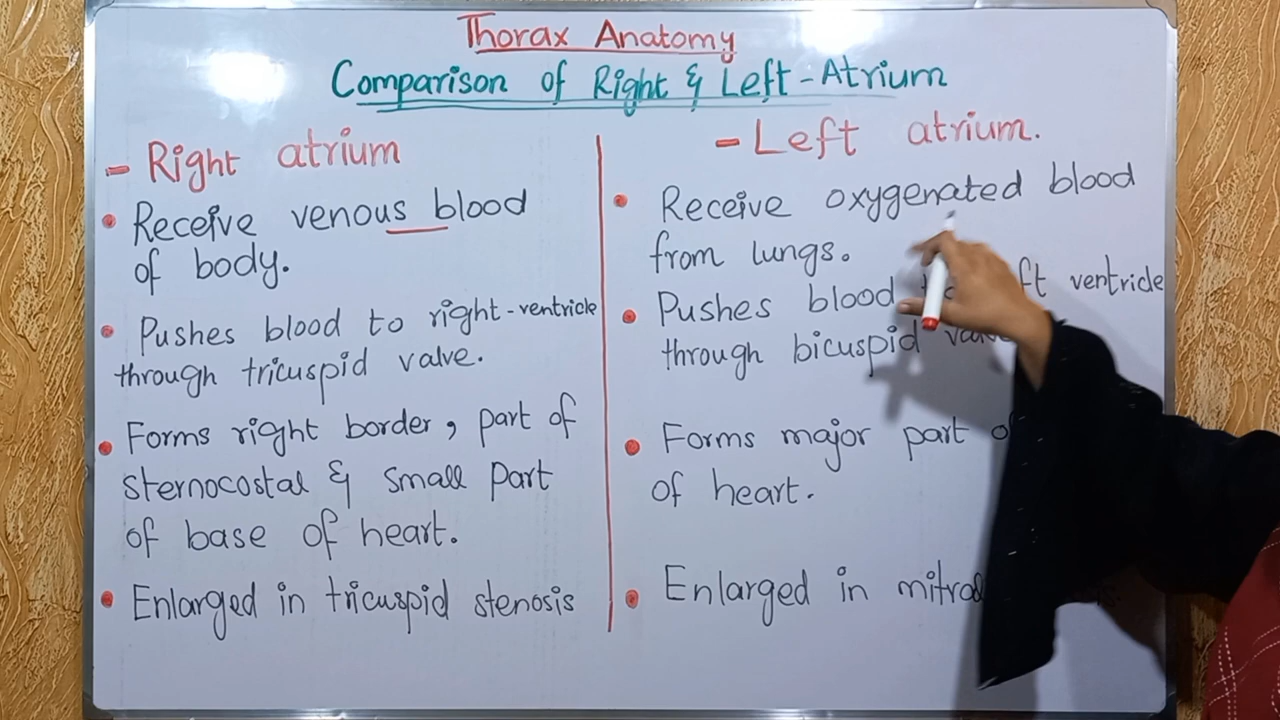 Thorax Anatomy
Comparison of Right & Left-Atrium
- Right atrium
• Receive venous blood
of body.
• Pushes blood to right-ventricle
through tricuspid valve.
• Forms right border, part of
sternocostal & small part
of base of heart.
• Enlarged in tricuspid stenosis
- Left atrium.
• Receive oxygenated blood
from lungs.
• Pushes blood ventricle
through bicuspid
• Forms major part
of heart.
• Enlarged in mitral